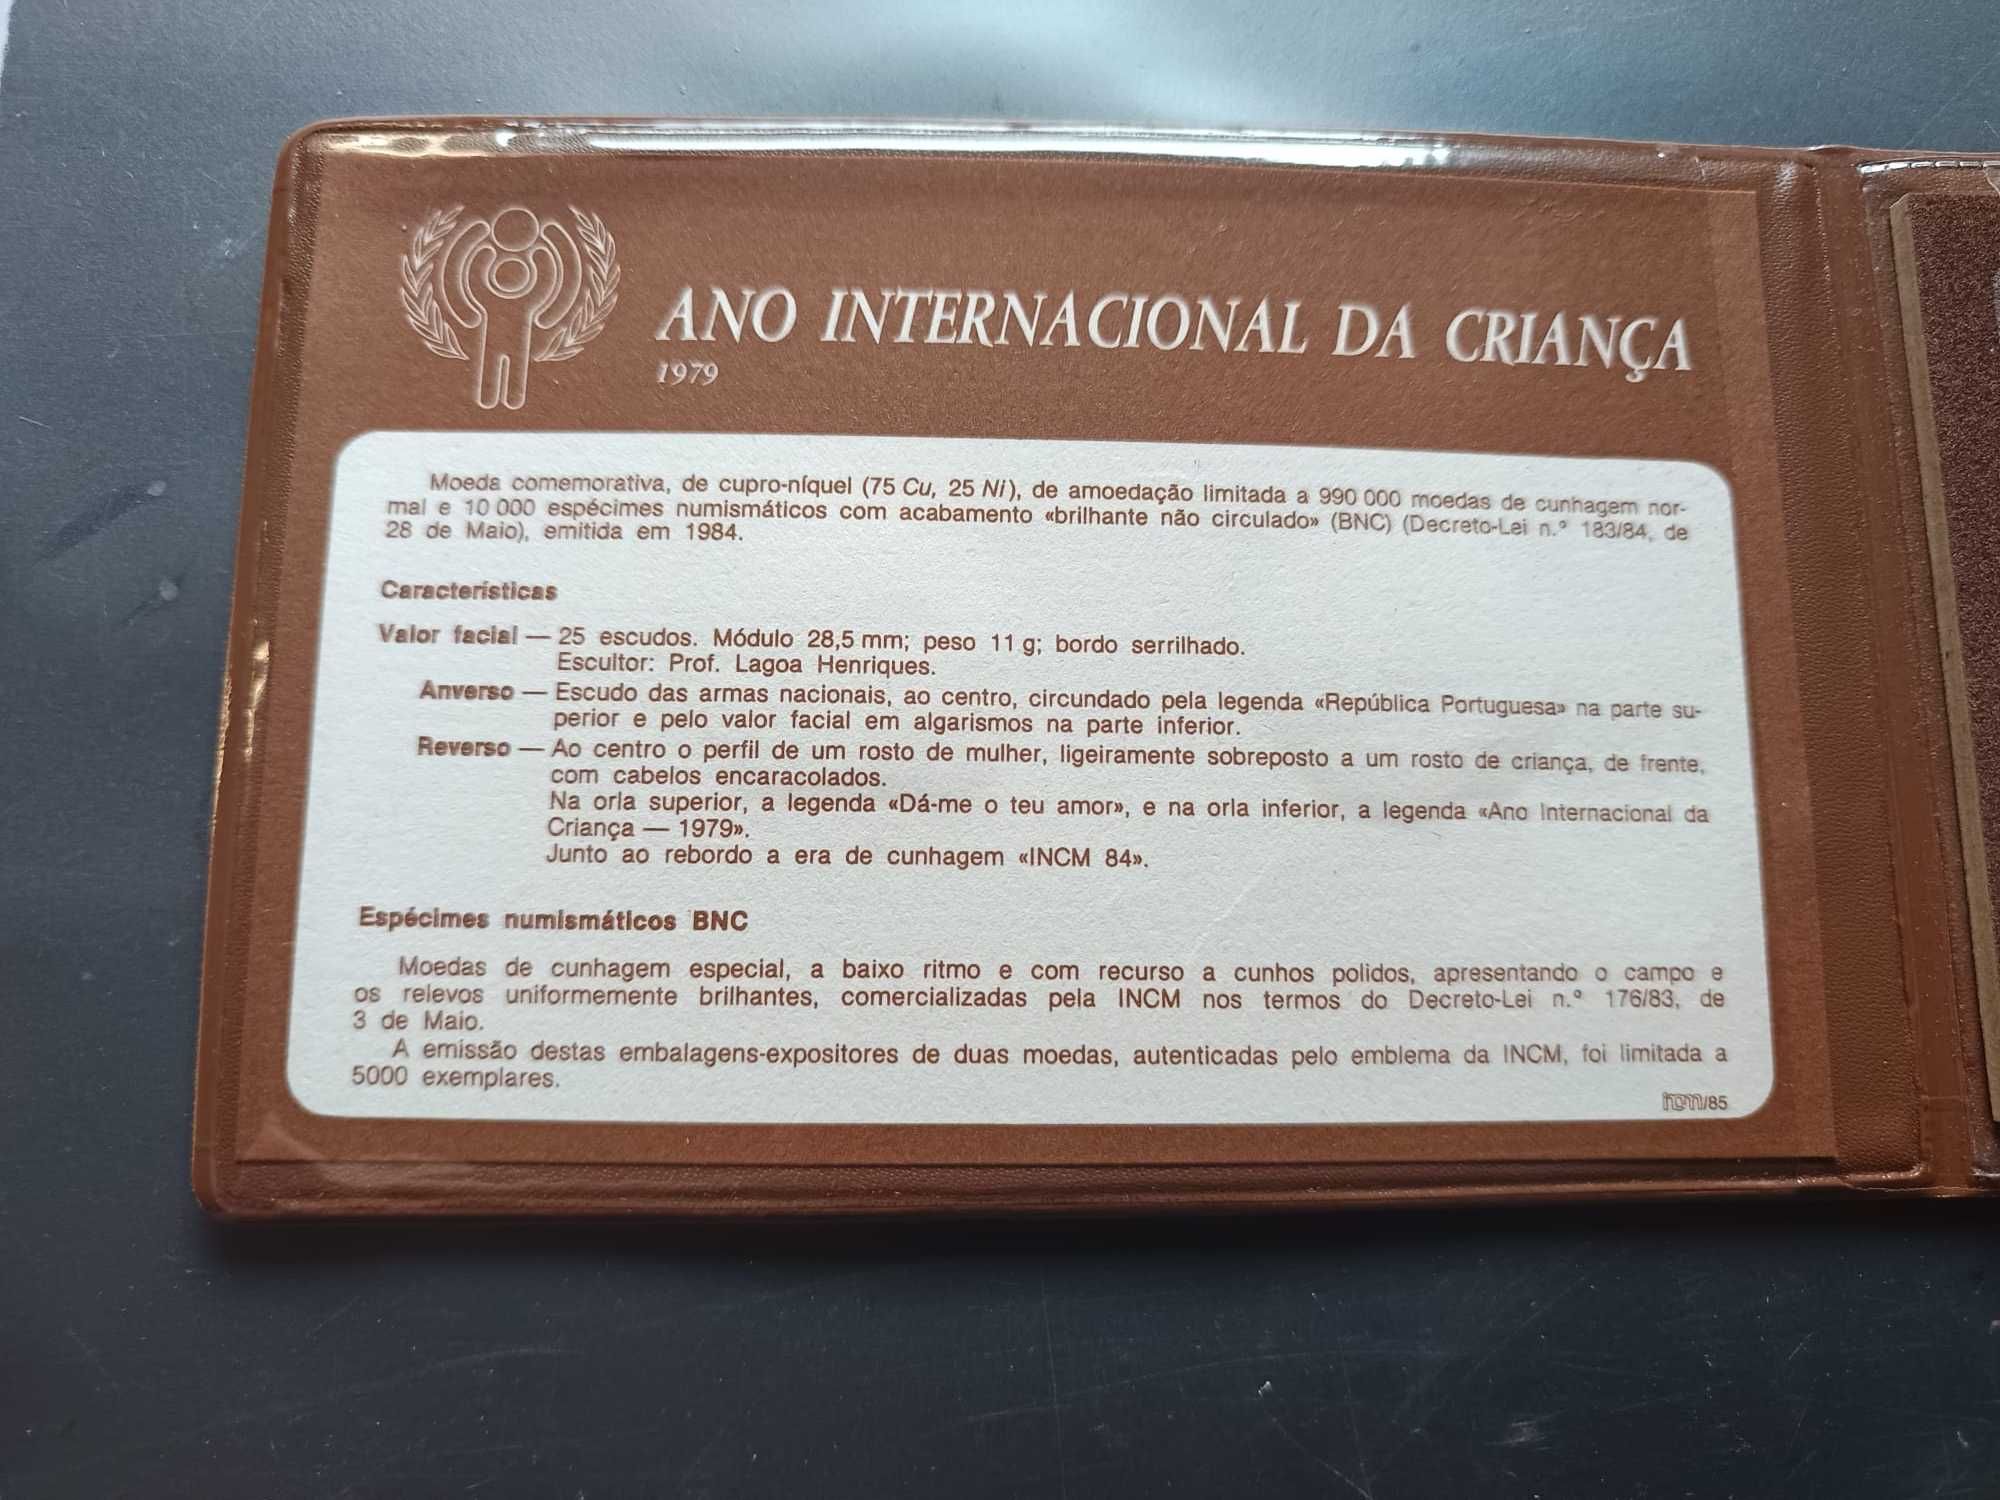 ANO INTERNACIONAL DA CRIANÇA
1979
Moeda comemorativa, de cupro-níquel (75 Cu, 25 Ni), de amoedação limitada a 990 000 moedas de cunhagem nor-
mal e 10 000 espécimes numismáticos com acabamento «brilhante não circulado» (BNC) (Decreto-Lei n.º 183/84, de
28 de Maio), emitida em 1984.
Características
Valor facial — 25 escudos. Módulo 28,5 mm; peso 11 g; bordo serrilhado.
Escultor: Prof. Lagoa Henriques.
Anverso — Escudo das armas nacionais, ao centro, circundado pela legenda «República Portuguesa» na parte su-
perior e pelo valor facial em algarismos na parte inferior.
Reverso — Ao centro o perfil de um rosto de mulher, ligeiramente sobreposto a um rosto de criança, de frente,
com cabelos encaracolados.
Na orla superior, a legenda «Dá-me o teu amor», e na orla inferior, a legenda «Ano Internacional da
Criança — 1979».
Junto ao rebordo a era de cunhagem «INCM 84».
Espécimes numismáticos BNC
Moedas de cunhagem especial, a baixo ritmo e com recurso a cunhos polidos, apresentando o campo e
os relevos uniformemente brilhantes, comercializadas pela INCM nos termos do Decreto-Lei n.º 176/83, de
3 de Maio.
A emissão destas embalagens-expositores de duas moedas, autenticadas pelo emblema da INCM, foi limitada a
5000 exemplares.
incm/85